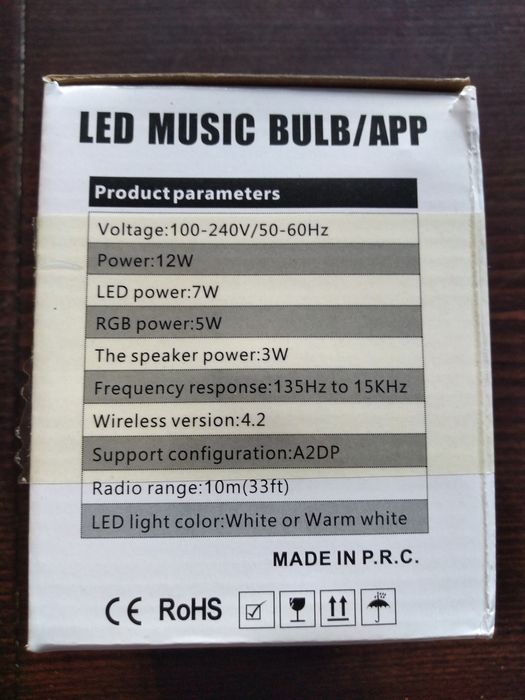 LED MUSIC BULB/APP
Product parameters
Voltage:100-240V/50-60Hz
Power:12W
LED power:7W
RGB power:5W
The speaker power:3W
Frequency response:135Hz to 15KHz
Wireless version:4.2
Support configuration:A2DP
Radio range:10m(33ft)
LED light color:White or Warm white
MADE IN P.R.C.
CE RoHS